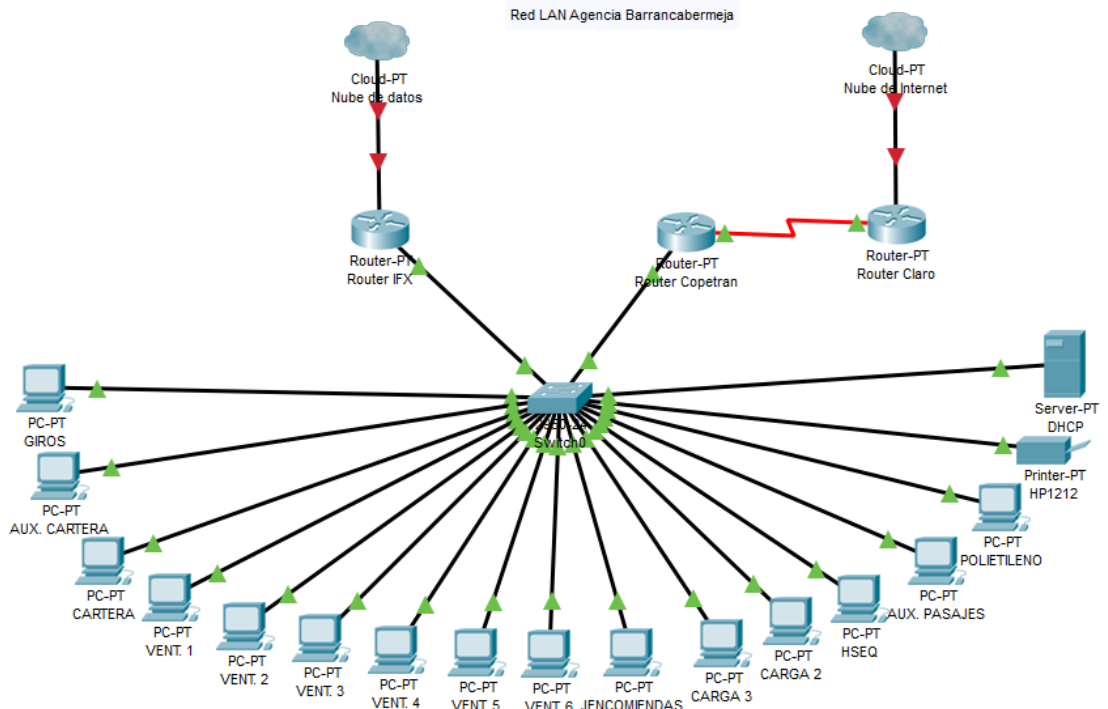 Red LAN Agencia Barrancabermeja
Cloud-PT
Nube de datos
Cloud-PT
Nube de Internet
Router-PT
Router IFX
Router-PT
Router Copetran
Router-PT
Router Claro
2950-24
Switch0
Server-PT
DHCP
Printer-PT
HP1212
PC-PT
GIROS
PC-PT
AUX. CARTERA
PC-PT
CARTERA
PC-PT
VENT. 1
PC-PT
VENT. 2
PC-PT
VENT. 3
PC-PT
VENT. 4
PC-PT
VENT. 5
PC-PT
VENT. 6
PC-PT
JENCOMIENDAS
PC-PT
CARGA 3
PC-PT
CARGA 2
PC-PT
HSEQ
PC-PT
AUX. PASAJES
PC-PT
POLIETILENO